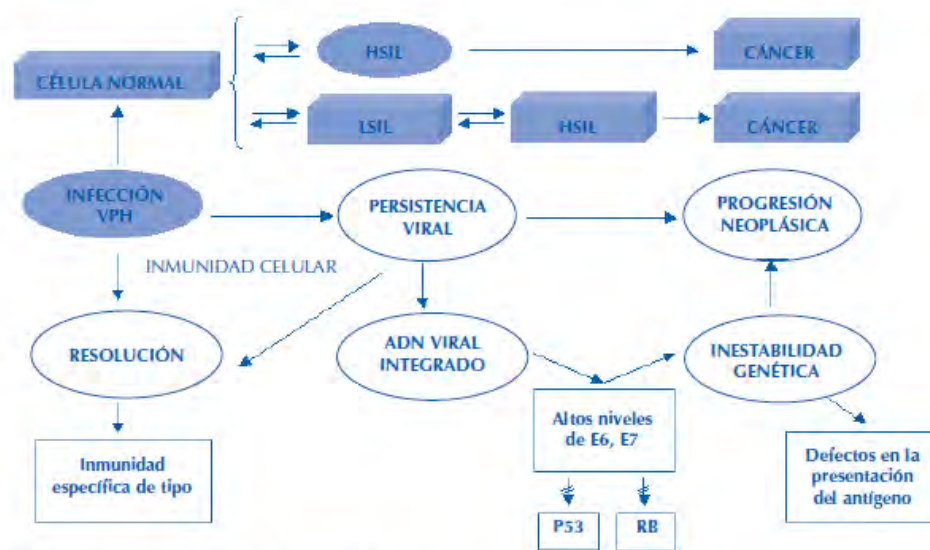 HSIL
CÁNCER
CÉLULA NORMAL
LSIL
HSIL
CÁNCER
INFECCIÓN
VPH
PERSISTENCIA
VIRAL
PROGRESIÓN
NEOPLÁSICA
INMUNIDAD CELULAR
RESOLUCIÓN
ADN VIRAL
INTEGRADO
INESTABILIDAD
GENÉTICA
Altos niveles
de E6, E7
Inmunidad
específica de tipo
Defectos en la
presentación
del antígeno
P53
RB